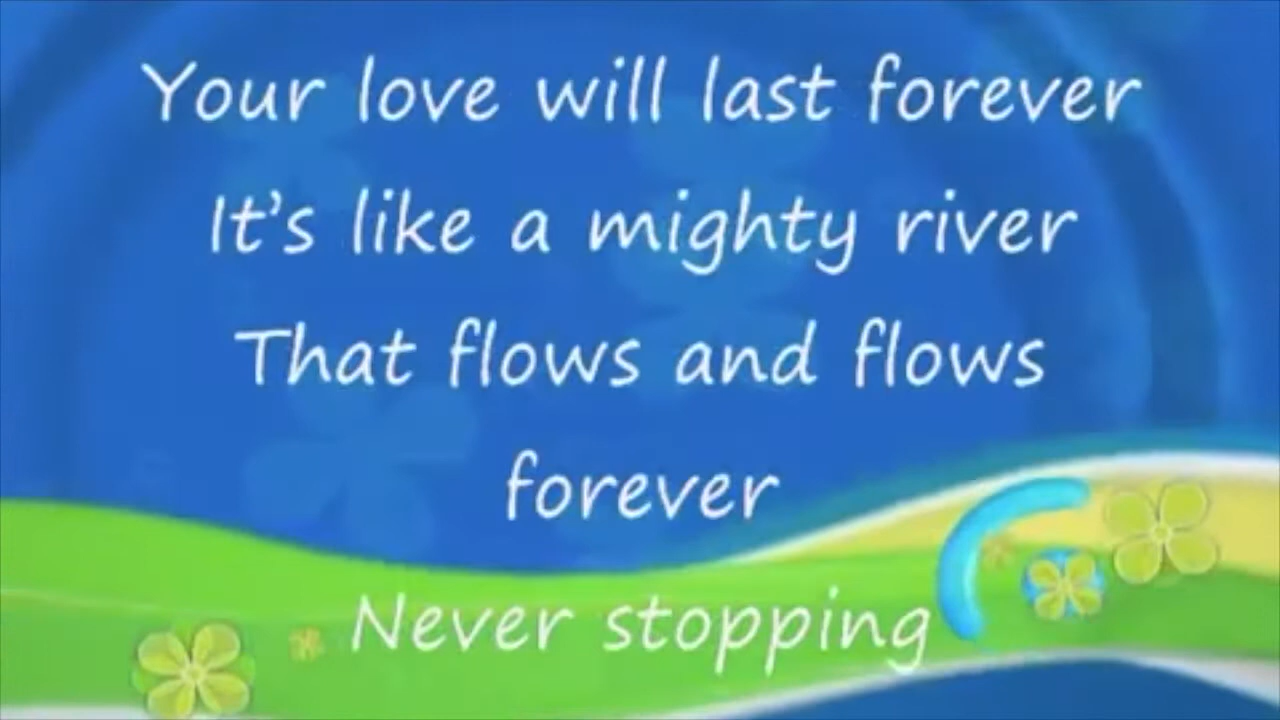 Your love will last forever
It's like a mighty river
That flows and flows
forever
Never stopping